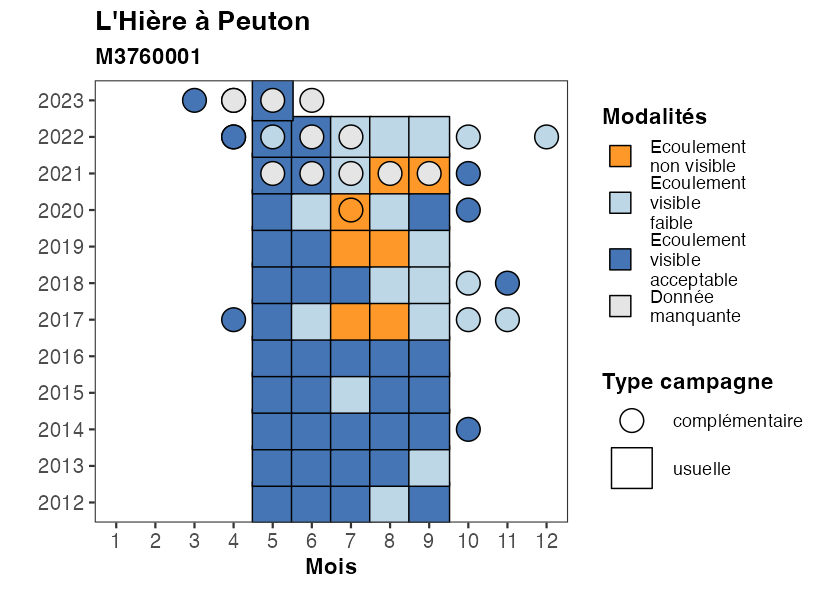 L'Hière à Peuton
M3760001
2023
2022
2021
2020
2019
2018
2017
2016
2015
2014
2013
2012
1 2 3 4 5 6 7 8 9 10 11 12
Mois
Modalités
Ecoulement
non visible
Ecoulement
visible
faible
Ecoulement
visible
acceptable
Donnée
manquante
Type campagne
complémentaire
usuelle